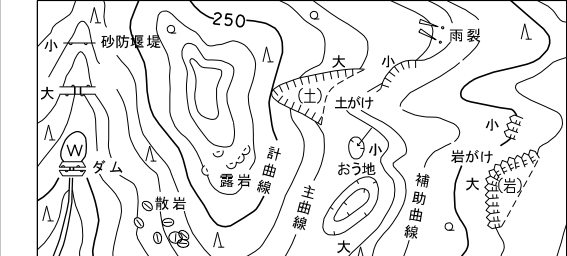 250
小
砂防堰堤
大
W
ダム
散岩
露岩
計曲線
主曲線
大
小
(土)
土がけ
小
おう地
大
補助曲線
雨裂
小
岩がけ
大
(岩)